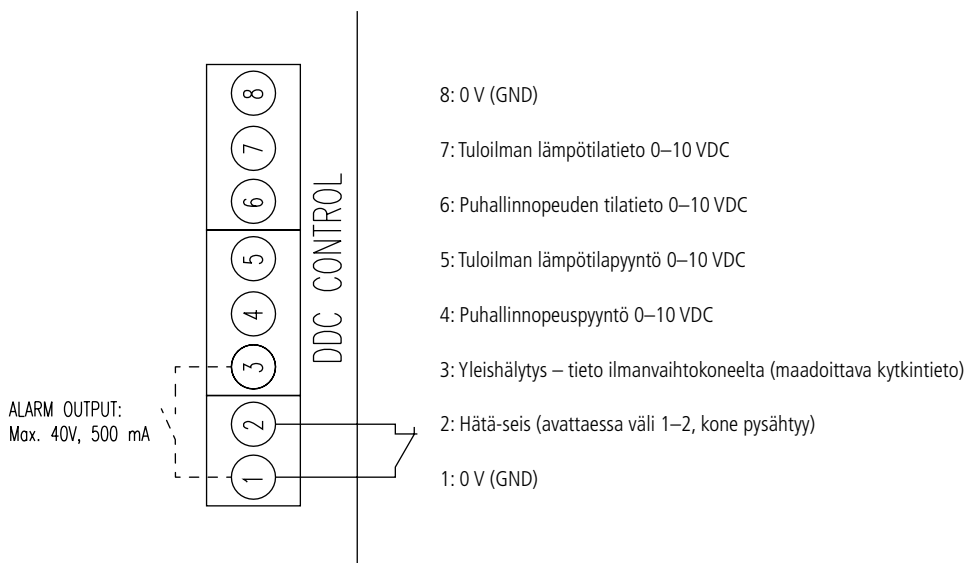 8
7
6
5
4
3
2
1
DDC CONTROL
ALARM OUTPUT:
Max. 40V, 500 mA
8: 0 V (GND)
7: Tuloilman lämpötilatieto 0–10 VDC
6: Puhallinnopeuden tilatieto 0–10 VDC
5: Tuloilman lämpötilapyyntö 0–10 VDC
4: Puhallinnopeuspyyntö 0–10 VDC
3: Yleishälytys – tieto ilmanvaihtokoneelta (maadoittava kytkintieto)
2: Hätä-seis (avattaessa väli 1–2, kone pysähtyy)
1: 0 V (GND)